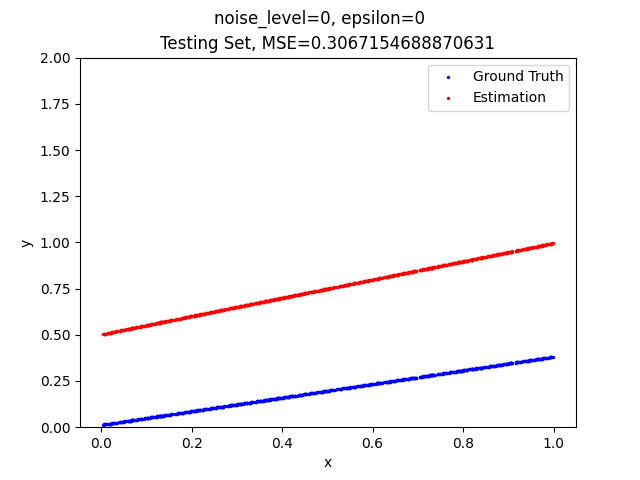 noise_level=0, epsilon=0
Testing Set, MSE=0.3067154688870631
Ground Truth
Estimation
2.00
1.75
1.50
1.25
1.00
0.75
0.50
0.25
0.00
y
0.0 0.2 0.4 0.6 0.8 1.0
x